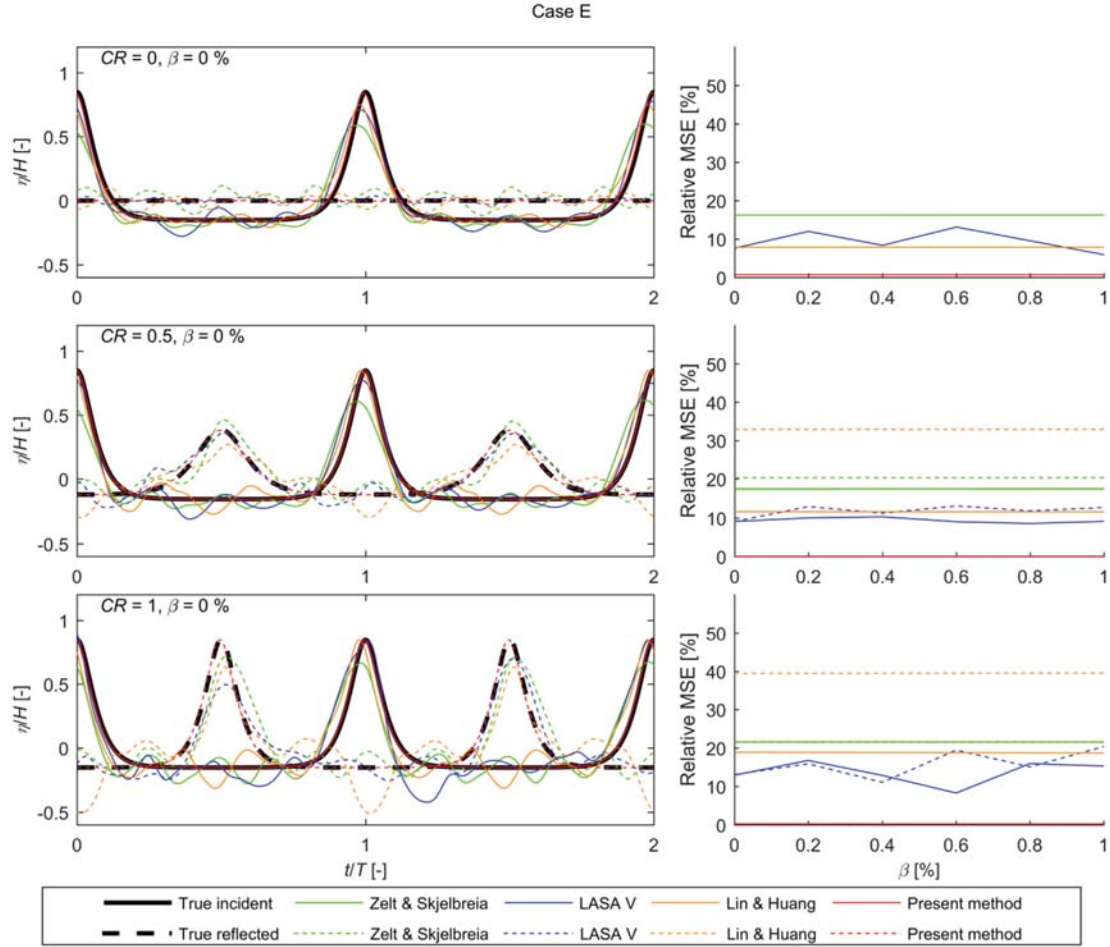 Case E
CR = 0, β = 0 %
η/H [-]
1
0.5
0
-0.5
0 1 2
Relative MSE [%]
50
40
30
20
10
0
0 0.2 0.4 0.6 0.8 1
CR = 0.5, β = 0 %
η/H [-]
1
0.5
0
-0.5
0 1 2
Relative MSE [%]
50
40
30
20
10
0
0 0.2 0.4 0.6 0.8 1
CR = 1, β = 0 %
η/H [-]
1
0.5
0
-0.5
0 1 2
t/T [-]
Relative MSE [%]
50
40
30
20
10
0
0 0.2 0.4 0.6 0.8 1
β [%]
True incident Zelt & Skjelbreia LASA V Lin & Huang Present method
True reflected Zelt & Skjelbreia LASA V Lin & Huang Present method